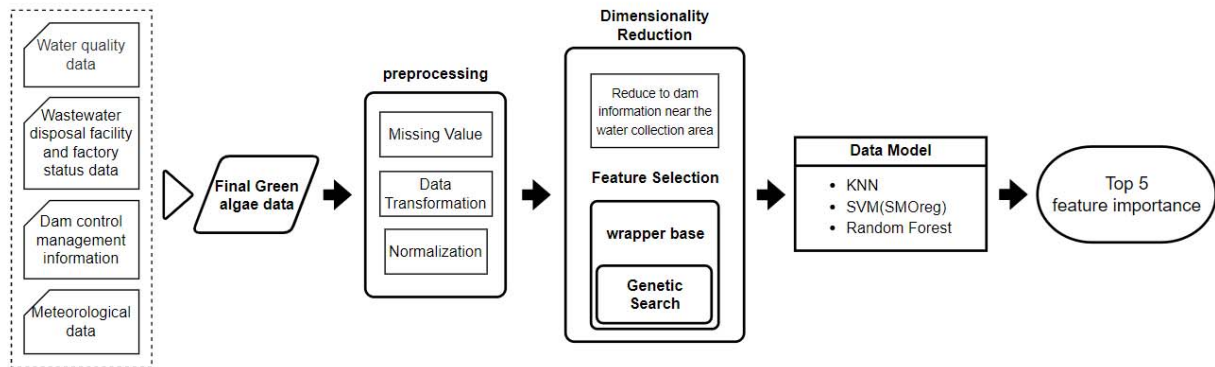 Water quality
data
Wastewater
disposal facility
and factory
status data
Dam control
management
information
Meteorological
data
Final Green
algae data
preprocessing
Missing Value
Data
Transformation
Normalization
Dimensionality
Reduction
Reduce to dam
information near the
water collection area
Feature Selection
wrapper base
Genetic
Search
Data Model
• KNN
• SVM(SMOreg)
• Random Forest
Top 5
feature importance